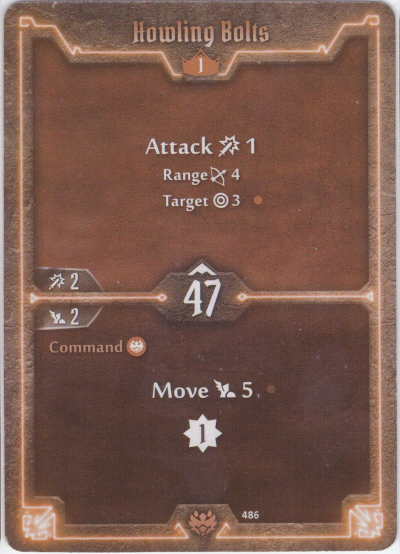 Howling Bolts
1
Attack 1
Range 4
Target 3
2
47
2
Command
Move 5
1
486